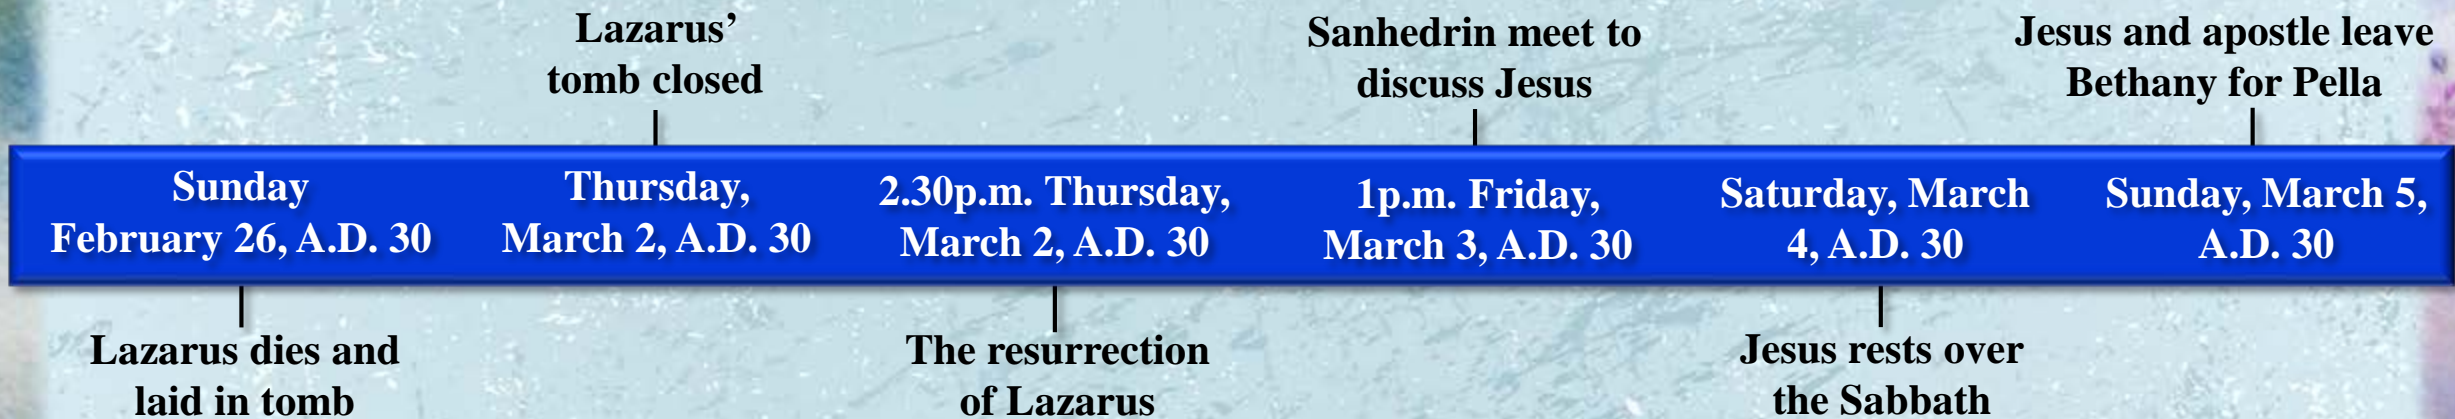 Lazarus’
tomb closed
Sanhedrin meet to
discuss Jesus
Jesus and apostle leave
Bethany for Pella
Sunday
February 26, A.D. 30
Thursday,
March 2, A.D. 30
2.30p.m. Thursday,
March 2, A.D. 30
1p.m. Friday,
March 3, A.D. 30
Saturday, March
4, A.D. 30
Sunday, March 5,
A.D. 30
Lazarus dies and
laid in tomb
The resurrection
of Lazarus
Jesus rests over
the Sabbath